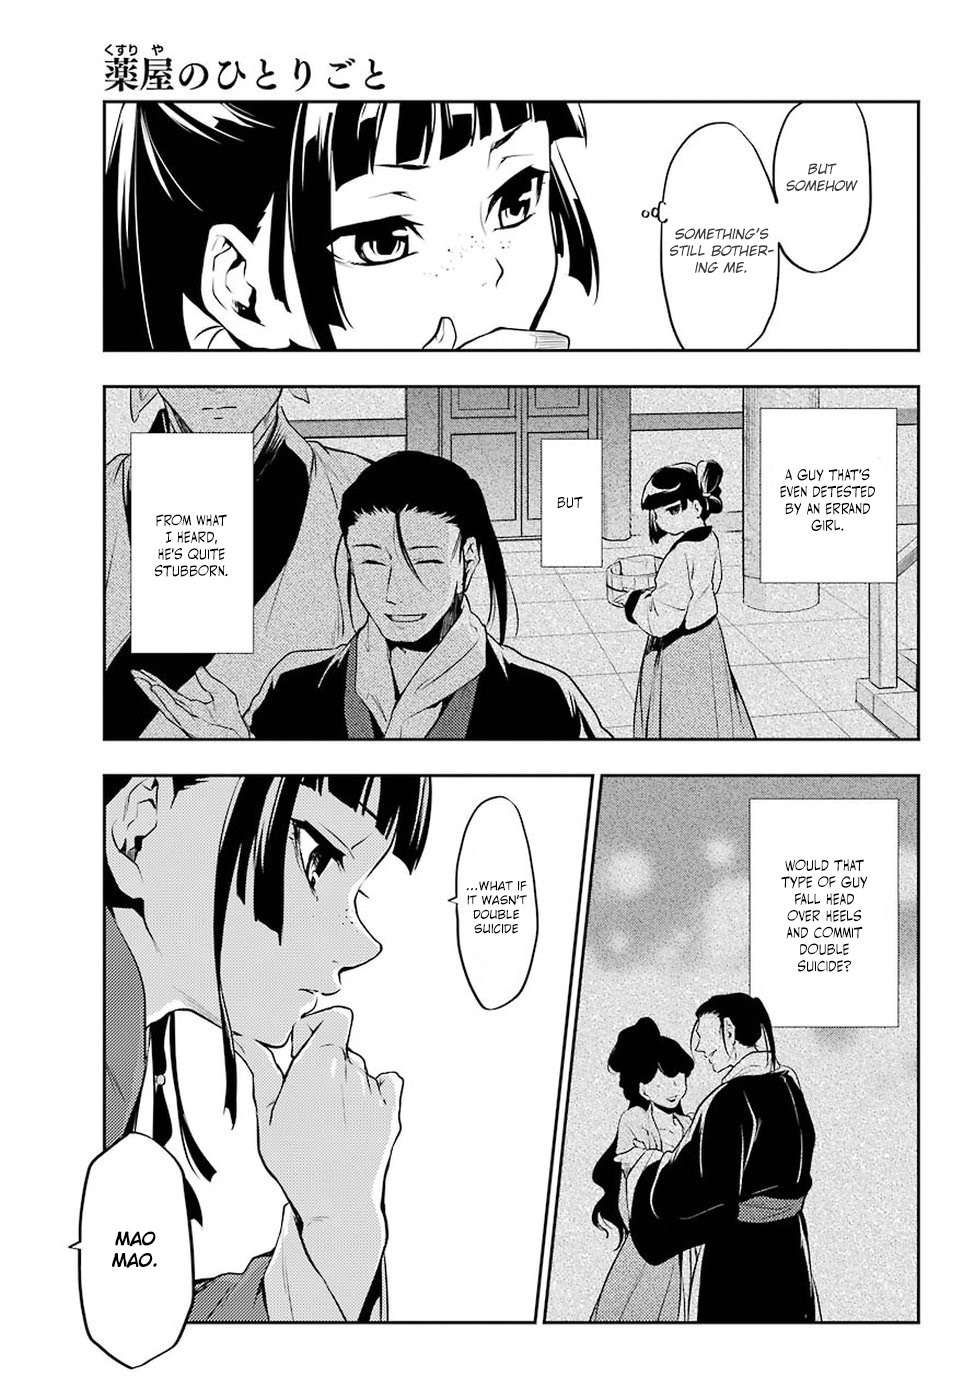 くすり や
薬屋のひとりごと
BUT
SOMEHOW
SOMETHING'S
STILL BOTHER-
ING ME.
A GUY THAT'S
EVEN DETESTED
BY AN ERRAND
GIRL.
BUT
FROM WHAT
I HEARD,
HE'S QUITE
STUBBORN.
WOULD THAT
TYPE OF GUY
FALL HEAD
OVER HEELS
AND COMMIT
DOUBLE
SUICIDE?
...WHAT IF
IT WASN'T
DOUBLE
SUICIDE
MAO
MAO.